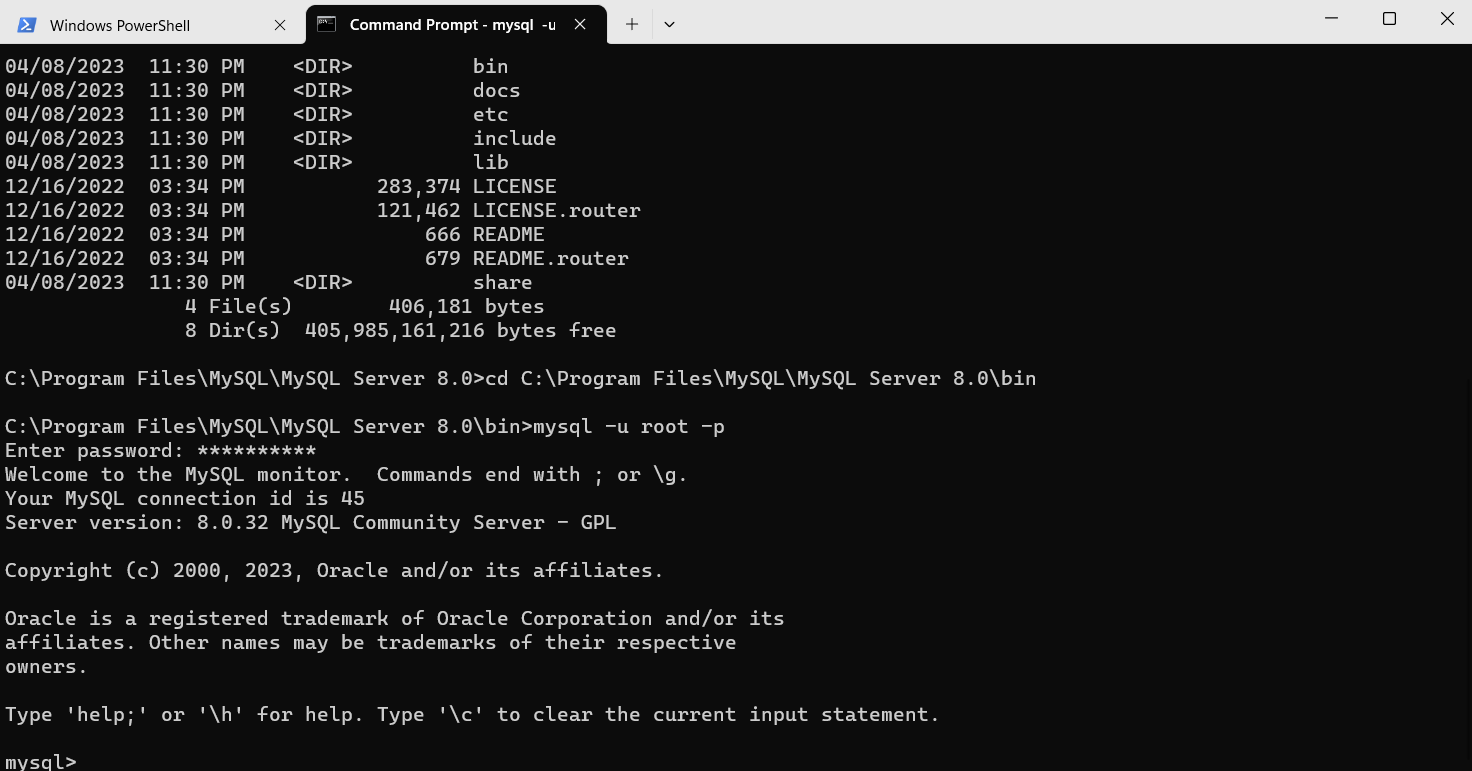 Windows PowerShell
Command Prompt - mysql  -u
04/08/2023  11:30 PM    <DIR>          bin
04/08/2023  11:30 PM    <DIR>          docs
04/08/2023  11:30 PM    <DIR>          etc
04/08/2023  11:30 PM    <DIR>          include
04/08/2023  11:30 PM    <DIR>          lib
12/16/2022  03:34 PM           283,374 LICENSE
12/16/2022  03:34 PM           121,462 LICENSE.router
12/16/2022  03:34 PM               666 README
12/16/2022  03:34 PM               679 README.router
04/08/2023  11:30 PM    <DIR>          share
               4 File(s)        406,181 bytes
               8 Dir(s)  405,985,161,216 bytes free
C:\Program Files\MySQL\MySQL Server 8.0>cd C:\Program Files\MySQL\MySQL Server 8.0\bin
C:\Program Files\MySQL\MySQL Server 8.0\bin>mysql -u root -p
Enter password: **********
Welcome to the MySQL monitor.  Commands end with ; or \g.
Your MySQL connection id is 45
Server version: 8.0.32 MySQL Community Server - GPL
Copyright (c) 2000, 2023, Oracle and/or its affiliates.
Oracle is a registered trademark of Oracle Corporation and/or its
affiliates. Other names may be trademarks of their respective
owners.
Type 'help;' or '\h' for help. Type '\c' to clear the current input statement.
mysql>